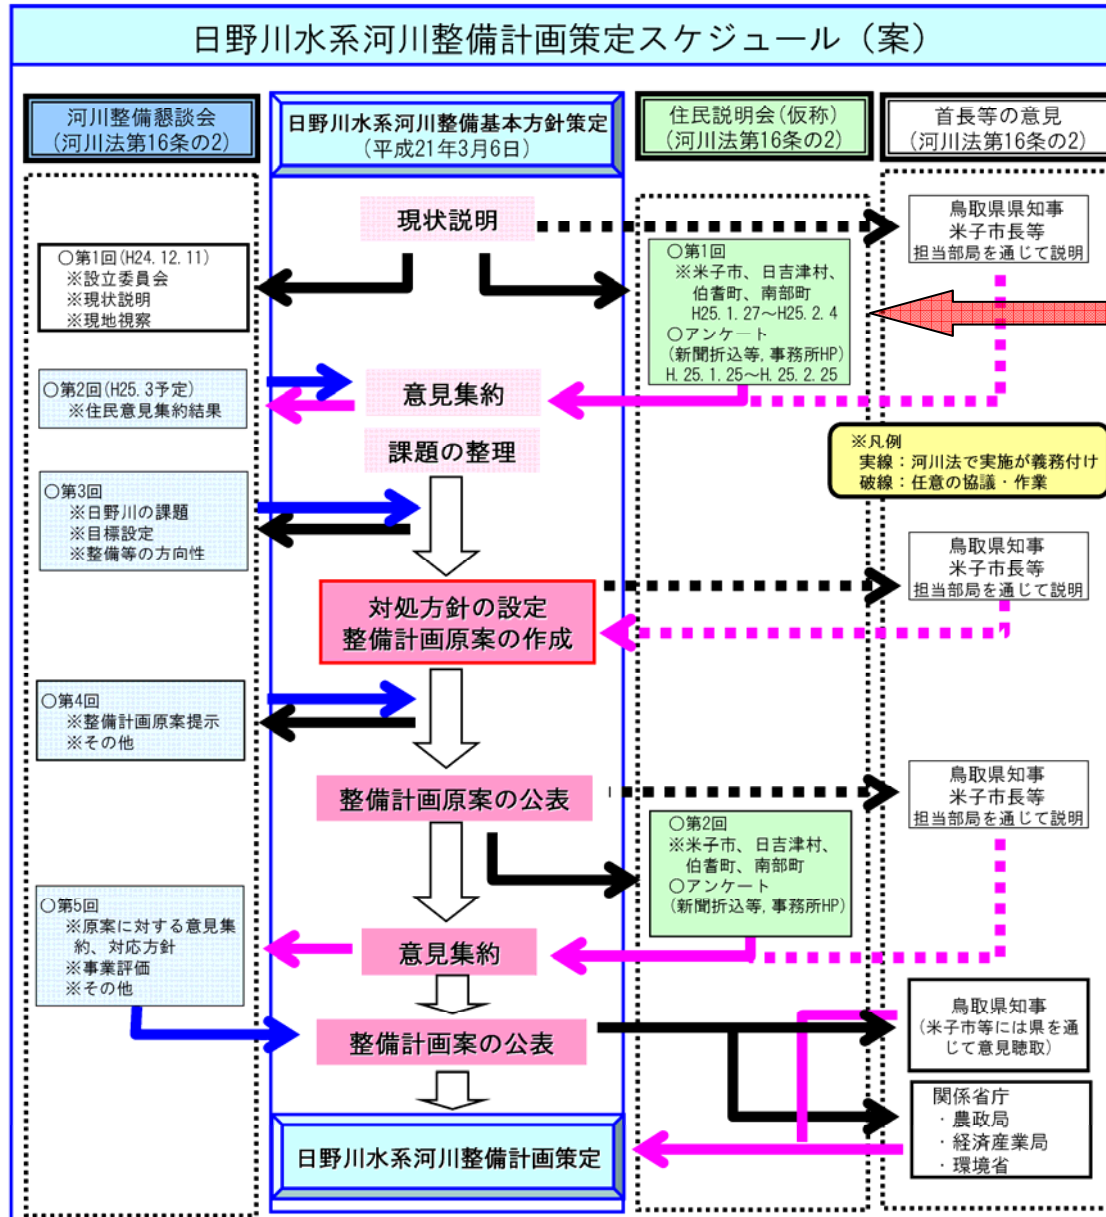 日野川水系河川整備計画策定スケジュール（案）
河川整備懇談会
(河川法第16条の2)
日野川水系河川整備基本方針策定
(平成21年3月6日)
住民説明会(仮称)
(河川法第16条の2)
首長等の意見
(河川法第16条の2)
現状説明
鳥取県県知事
米子市長等
担当部局を通じて説明
○第1回(H24.12.11)
※設立委員会
※現状説明
※現地視察
○第1回
※米子市、日吉津村、
伯耆町、南部町
H25.1.27～H25.2.4
○アンケート
(新聞折込等,事務所HP)
H.25.1.25～H.25.2.25
○第2回(H25.3予定)
※住民意見集約結果
意見集約
課題の整理
※凡例
実線：河川法で実施が義務付け
破線：任意の協議・作業
○第3回
※日野川の課題
※目標設定
※整備等の方向性
鳥取県知事
米子市長等
担当部局を通じて説明
対処方針の設定
整備計画原案の作成
○第4回
※整備計画原案提示
※その他
整備計画原案の公表
鳥取県知事
米子市長等
担当部局を通じて説明
○第2回
※米子市、日吉津村、
伯耆町、南部町
○アンケート
(新聞折込等,事務所HP)
○第5回
※原案に対する意見集
約、対応方針
※事業評価
※その他
意見集約
整備計画案の公表
鳥取県知事
(米子市等には県を通
じて意見聴取)
関係省庁
・農政局
・経済産業局
・環境省
日野川水系河川整備計画策定